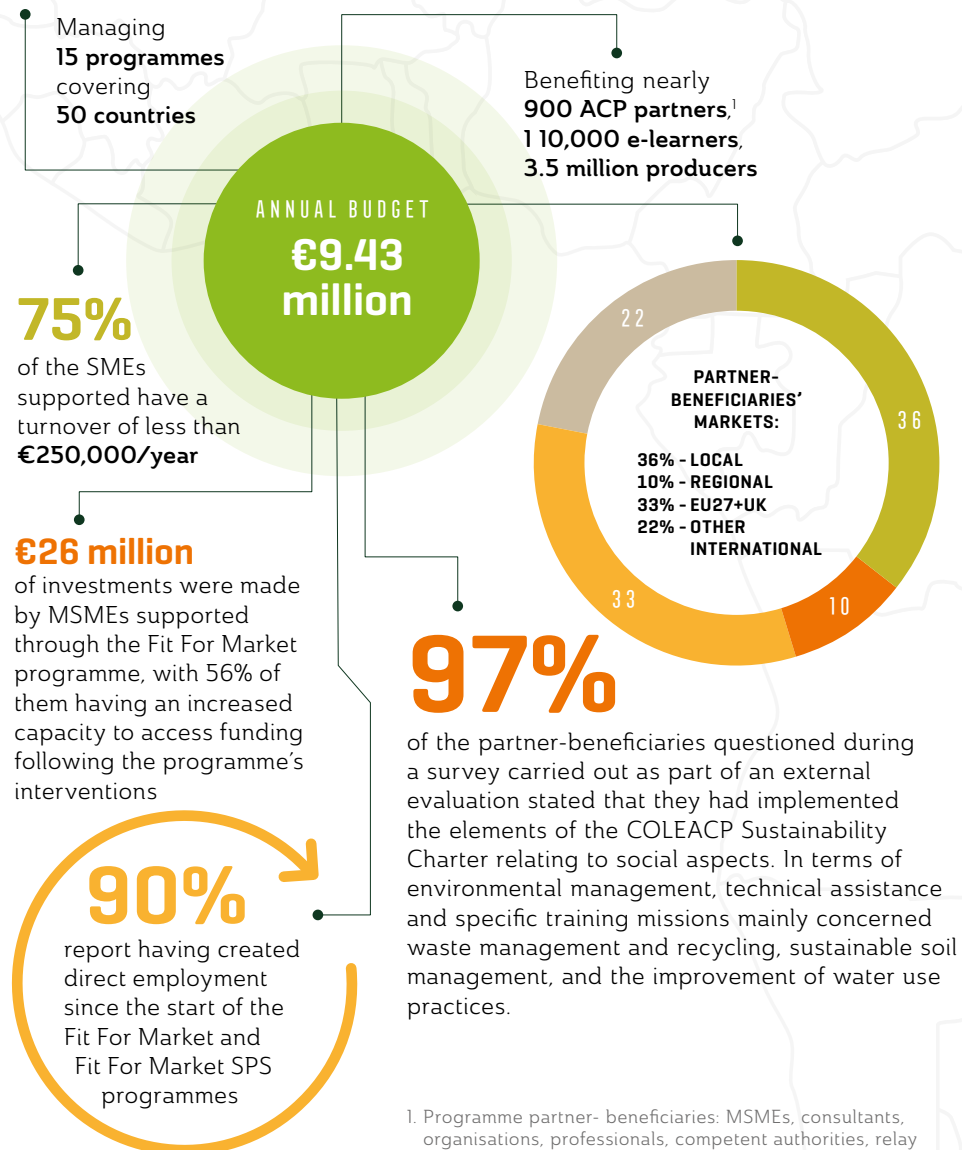 Managing
15 programmes
covering
50 countries
Benefiting nearly
900 ACP partners,1
1 10,000 e-learners,
3.5 million producers
ANNUAL BUDGET
€9.43
million
75%
of the SMEs
supported have a
turnover of less than
€250,000/year
22
36
33
10
PARTNER-
BENEFICIARIES’
MARKETS:
36% - LOCAL
10% - REGIONAL
33% - EU27+UK
22% - OTHER
INTERNATIONAL
€26 million
of investments were made
by MSMEs supported
through the Fit For Market
programme, with 56% of
them having an increased
capacity to access funding
following the programme’s
interventions
97%
of the partner-beneficiaries questioned during
a survey carried out as part of an external
evaluation stated that they had implemented
the elements of the COLEACP Sustainability
Charter relating to social aspects. In terms of
environmental management, technical assistance
and specific training missions mainly concerned
waste management and recycling, sustainable soil
management, and the improvement of water use
practices.
90%
report having created
direct employment
since the start of the
Fit For Market and
Fit For Market SPS
programmes
1. Programme partner- beneficiaries: MSMEs, consultants,
organisations, professionals, competent authorities, relay